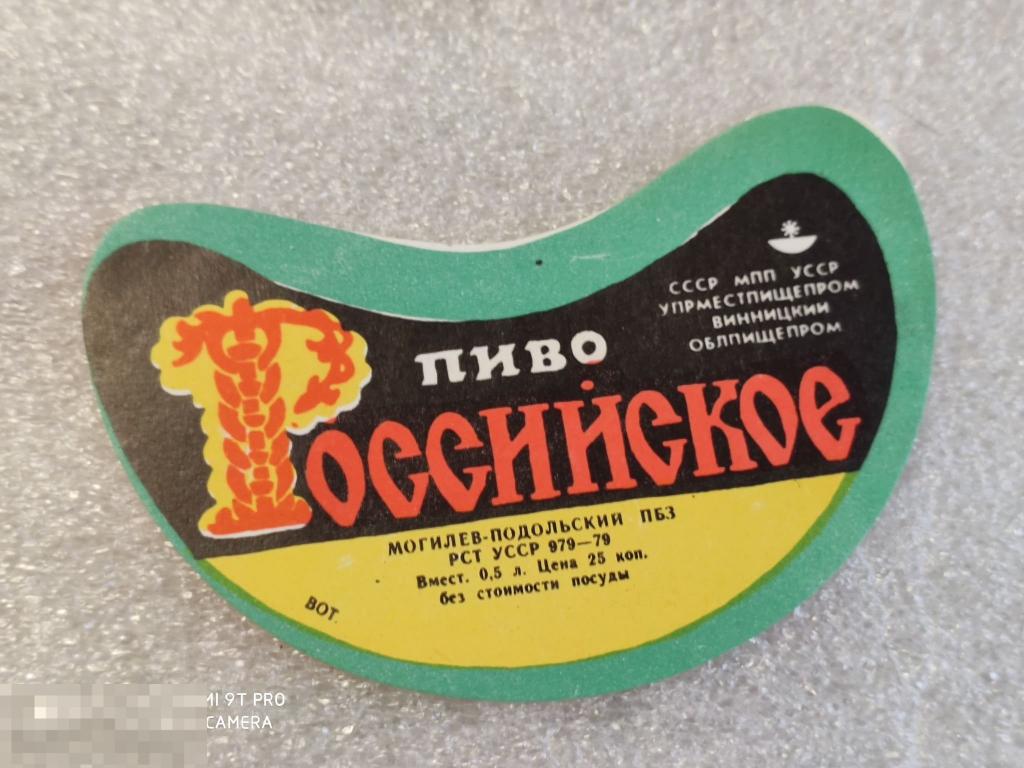 СССР МПП УССР
УПРМЕСТПИЩЕПРОМ
ВИННИЦКИЙ
ОБЛПИЩЕПРОМ
ПИВО
РОССИЙСКОЕ
МОГИЛЕВ-ПОДОЛЬСКИЙ ПБЗ
РСТ УССР 979—79
Вмест. 0,5 л. Цена 25 коп.
без стоимости посуды
ВОТ.
MI 9T PRO
CAMERA